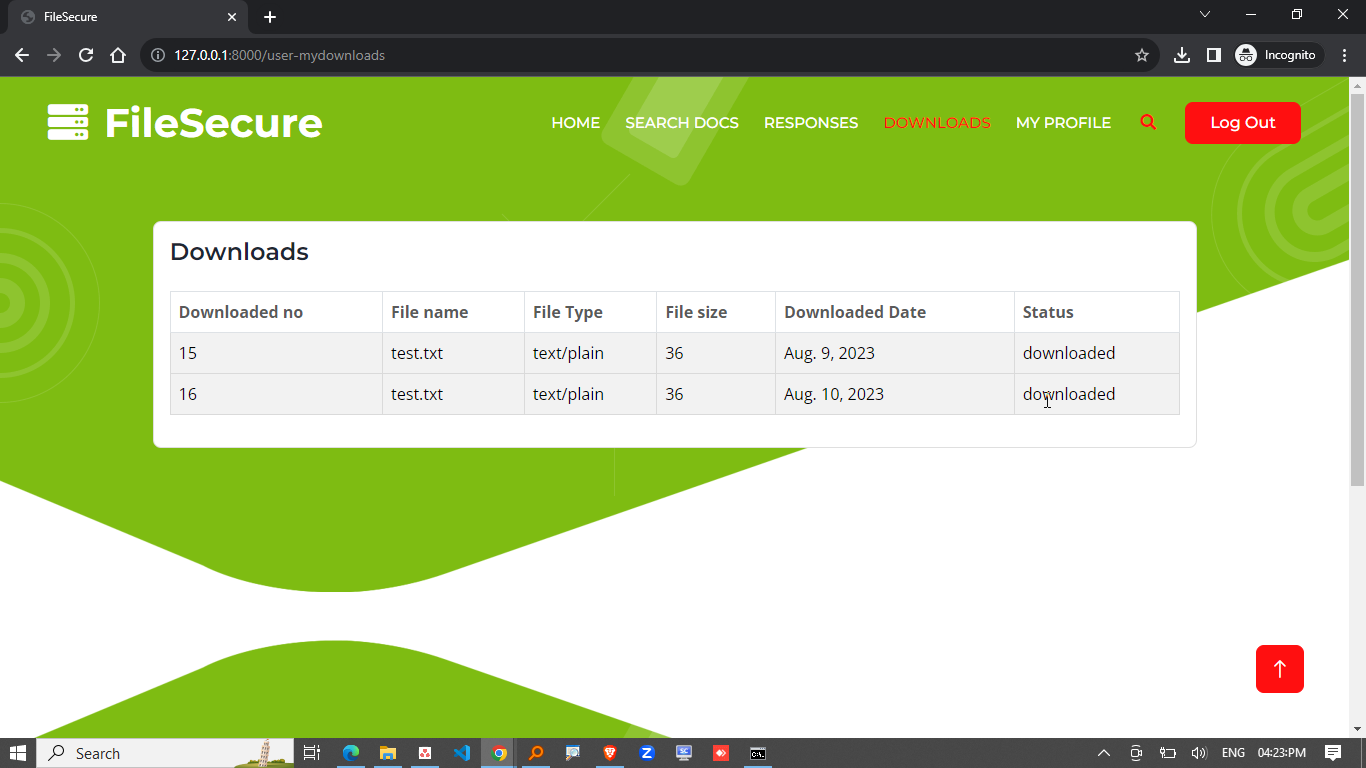 FileSecure
127.0.0.1:8000/user-mydownloads
Incognito
FileSecure
HOME SEARCH DOCS RESPONSES DOWNLOADS MY PROFILE Log Out
Downloads
Downloaded no File name File Type File size Downloaded Date Status
15 test.txt text/plain 36 Aug. 9, 2023 downloaded
16 test.txt text/plain 36 Aug. 10, 2023 downloaded
Search
ENG 04:23:PM